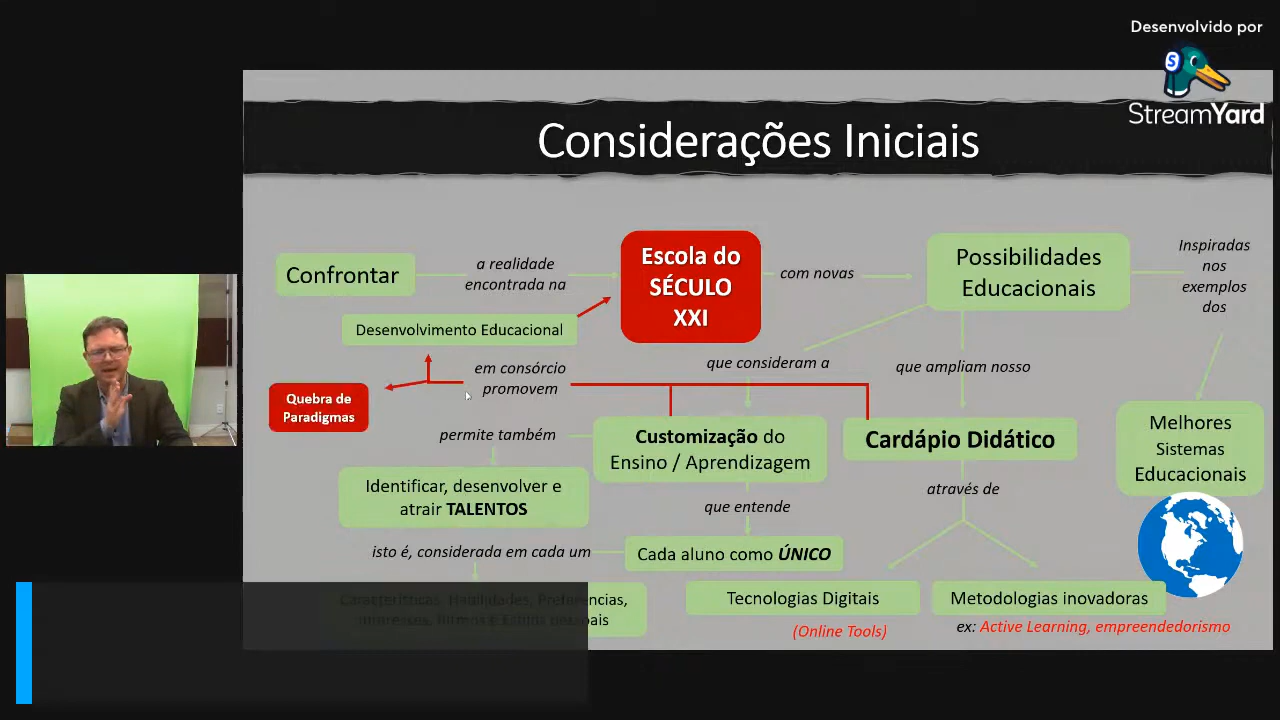 Desenvolvido por
StreamYard
Considerações Iniciais
Confrontar
a realidade
encontrada na
Escola do
SÉCULO
XXI
com novas
Possibilidades
Educacionais
Inspiradas
nos
exemplos
dos
Desenvolvimento Educacional
em consórcio
promovem
que consideram a
que ampliam nosso
Quebra de
Paradigmas
permite também
Customização do
Ensino / Aprendizagem
Cardápio Didático
Melhores
Sistemas
Educacionais
Identificar, desenvolver e
atrair TALENTOS
que entende
através de
isto é, considerada em cada um
Cada aluno como ÚNICO
Características, Habilidades, Preferências,
Interesses, Ritmos e Estilos pessoais
Tecnologias Digitais
(Online Tools)
Metodologias inovadoras
ex: Active Learning, empreendedorismo